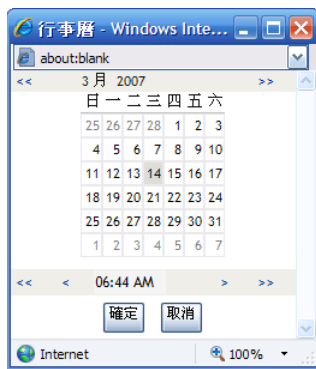 行事曆 - Windows Inte...
about:blank
<< 3 月 2007 >>
日 一 二 三 四 五 六
25 26 27 28 1 2 3
4 5 6 7 8 9 10
11 12 13 14 15 16 17
18 19 20 21 22 23 24
25 26 27 28 29 30 31
1 2 3 4 5 6 7
<< < 06:44 AM > >>
確定 取消
Internet 100%